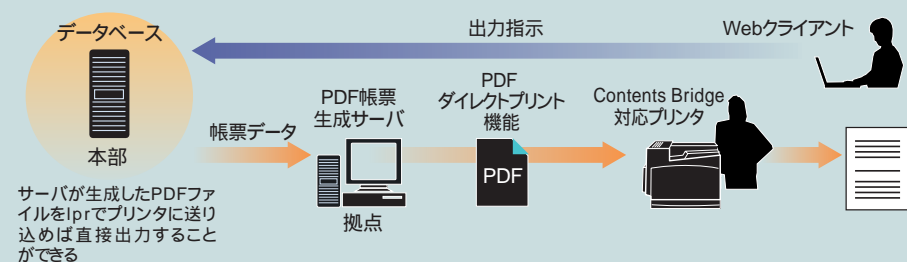 データベース
出力指示
Webクライアント
PDF帳票
生成サーバ
PDF
ダイレクトプリント
機能
Contents Bridge
対応プリンタ
帳票データ
本部
PDF
拠点
サーバが生成したPDFファ
イルをlprでプリンタに送り
込めば直接出力すること
ができる